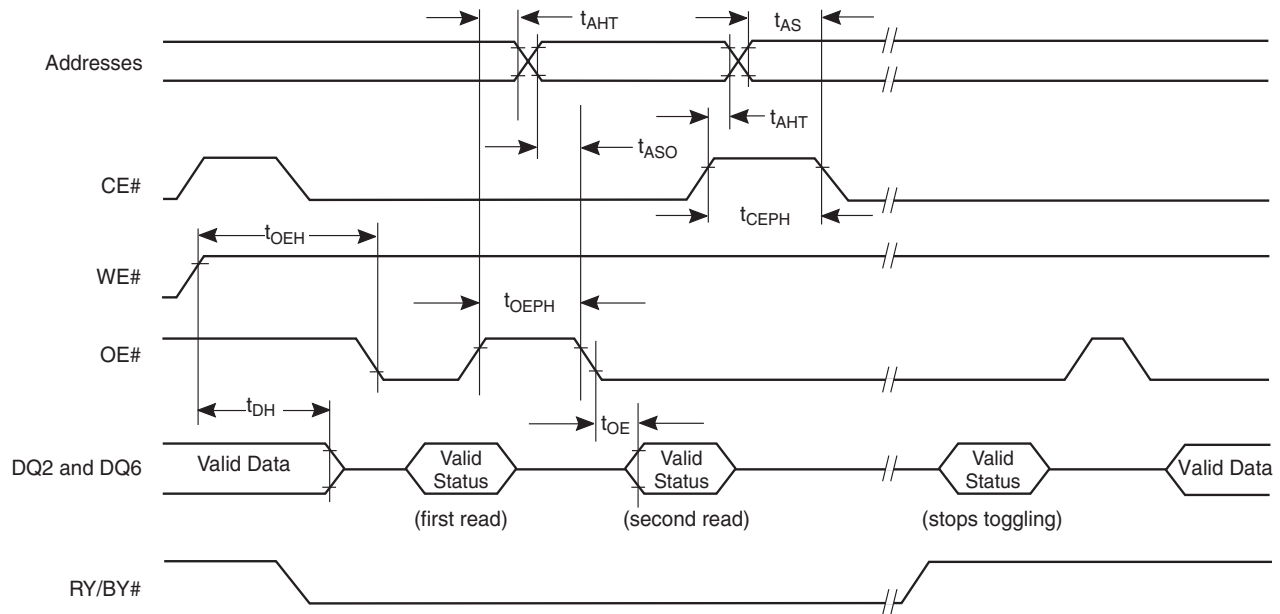 tAHT
tAS
Addresses
tAHT
tASO
CE#
tCEPH
tOEH
WE#
tOEPH
OE#
tDH
tOE
DQ2 and DQ6
Valid Data
Valid
Status
Valid
Status
Valid
Status
Valid Data
(first read)
(second read)
(stops toggling)
RY/BY#